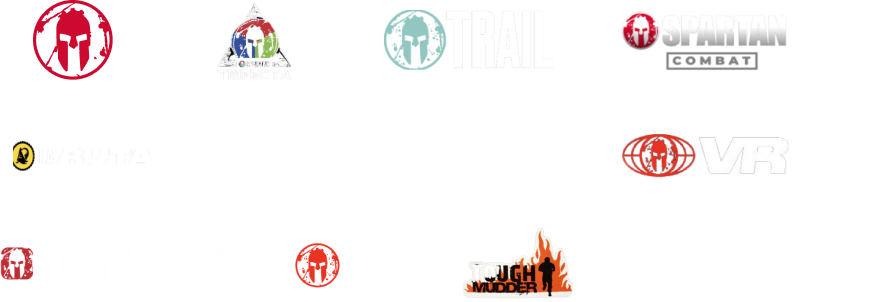 TRIFECTA
TRAIL
SPARTAN
COMBAT
VR
TOUGH
MUDDER